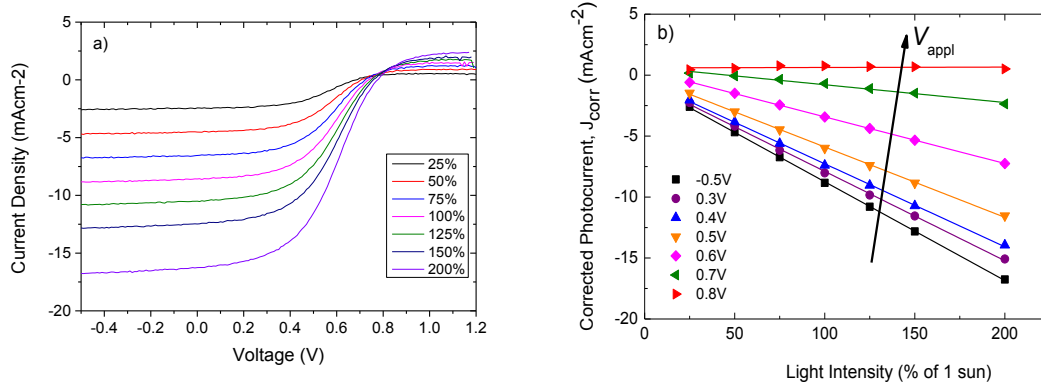 a)
5
0
-5
-10
-15
-20
-0.5 -0.2 0.0 0.2 0.4 0.6 0.8 1.0 1.2
Voltage (V)
Current Density (mAcm-2)
25%
50%
75%
100%
125%
150%
200%
b)
5
0
-5
-10
-15
-20
0 50 100 150 200
Light Intensity (% of 1 sun)
Corrected Photocurrent, J_corr (mAcm^-2)
V_appl
-0.5V
0.3V
0.4V
0.5V
0.6V
0.7V
0.8V